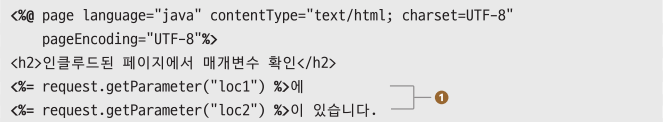 <%@ page language="java" contentType="text/html; charset=UTF-8"
    pageEncoding="UTF-8"%>
<h2>인클루드된 페이지에서 매개변수 확인</h2>
<%= request.getParameter("loc1") %>에
<%= request.getParameter("loc2") %>이 있습니다. ❶